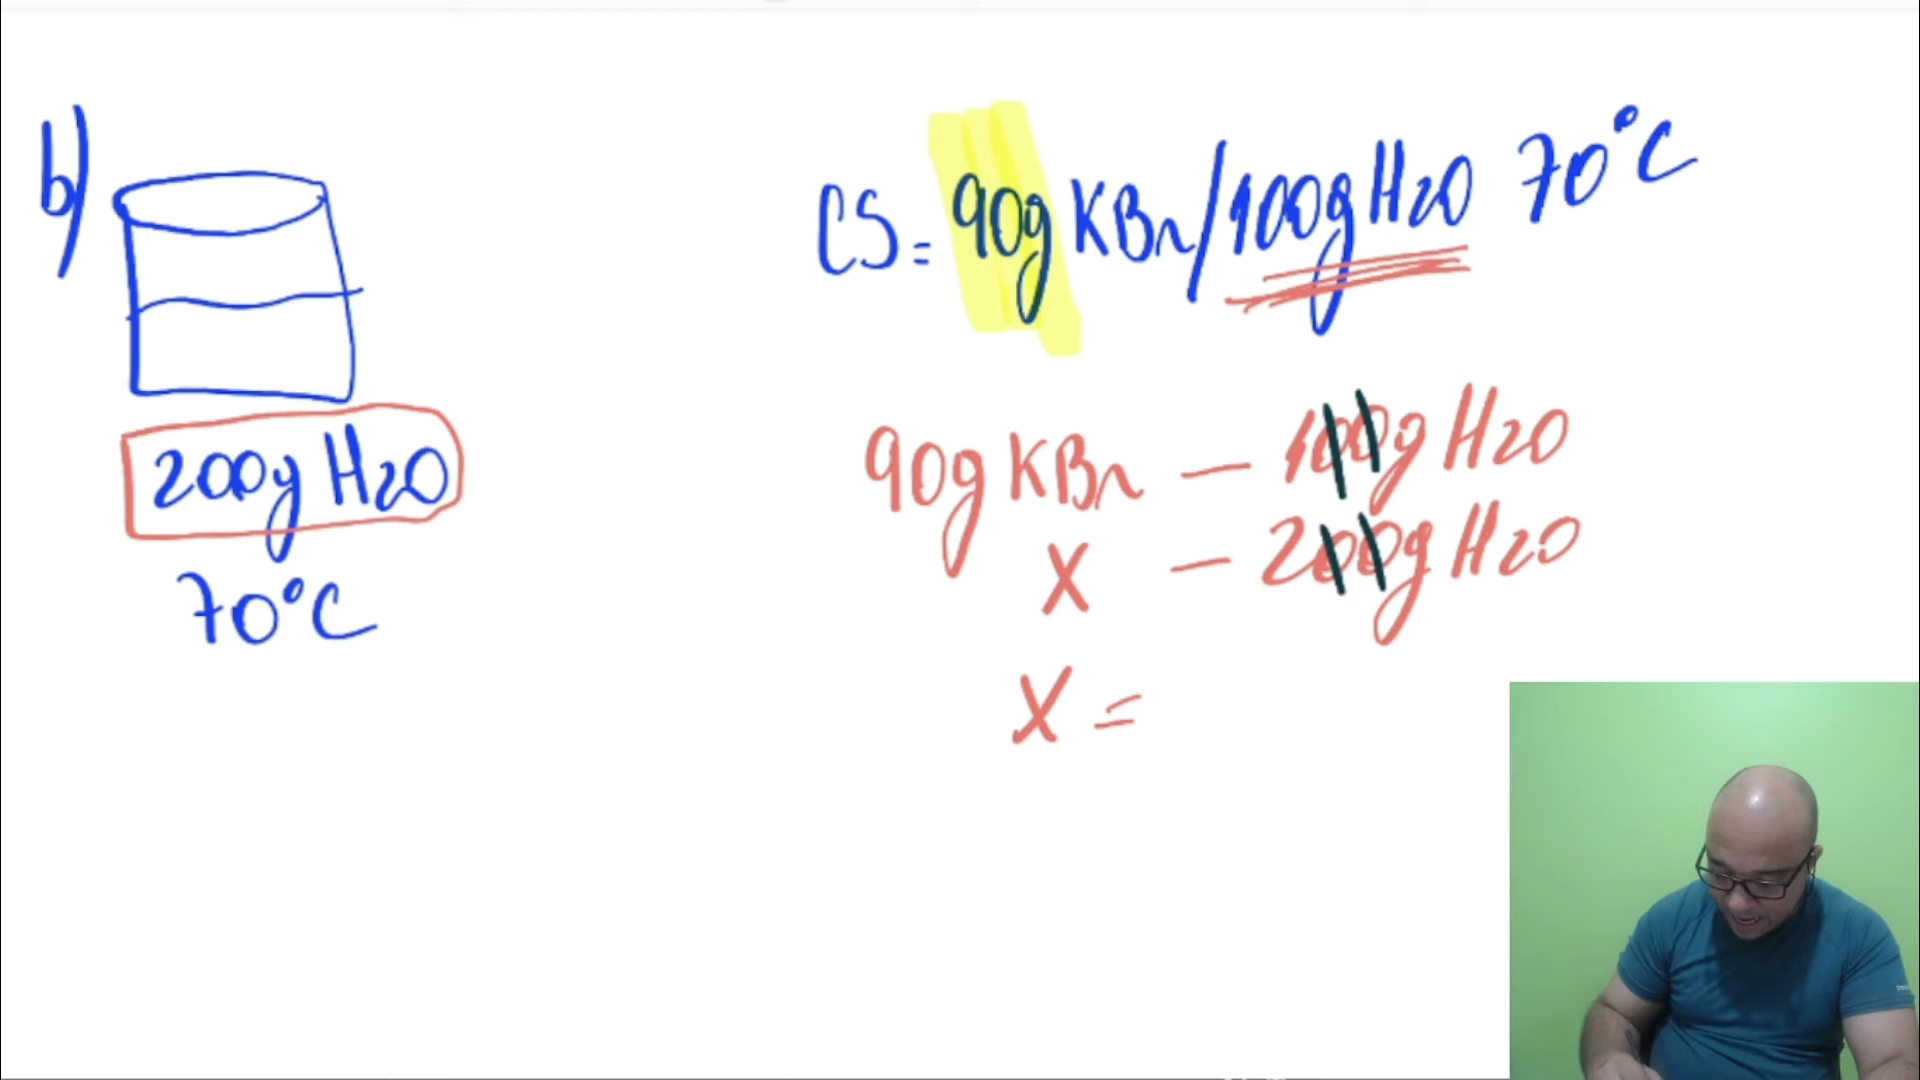 b)
200g H2O
70°C
CS = 90g KBr/100g H2O 70°C
90g KBr — 100g H2O
X — 200g H2O
X =